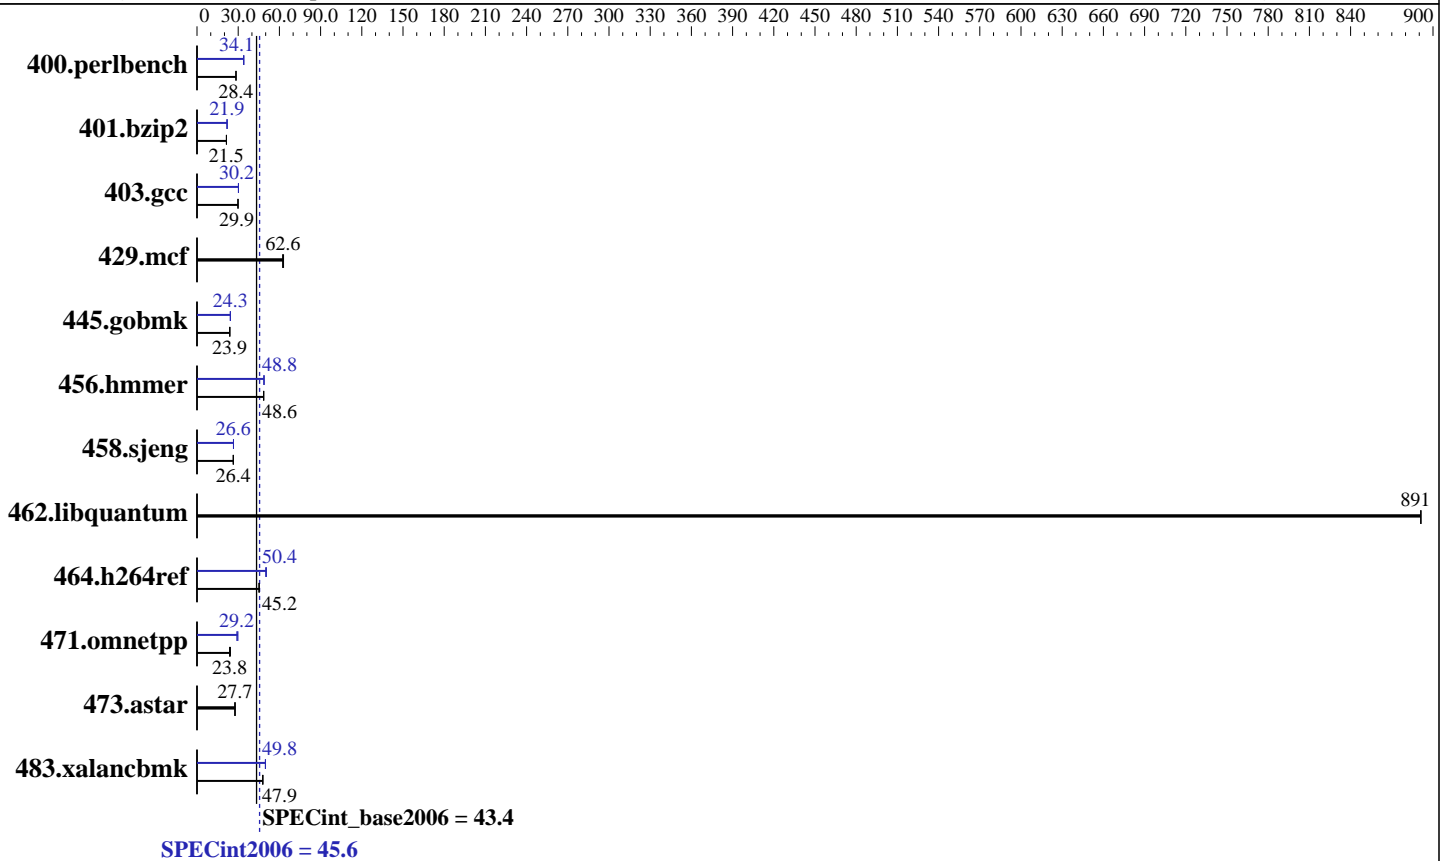 0 30.0 60.0 90.0 120 150 180 210 240 270 300 330 360 390 420 450 480 510 540 570 600 630 660 690 720 750 780 810 840 900
34.1
400.perlbench
28.4
21.9
401.bzip2
21.5
30.2
403.gcc
29.9
62.6
429.mcf
24.3
445.gobmk
23.9
48.8
456.hmmer
48.6
26.6
458.sjeng
26.4
891
462.libquantum
50.4
464.h264ref
45.2
29.2
471.omnetpp
23.8
27.7
473.astar
49.8
483.xalancbmk
47.9
SPECint_base2006 = 43.4
SPECint2006 = 45.6